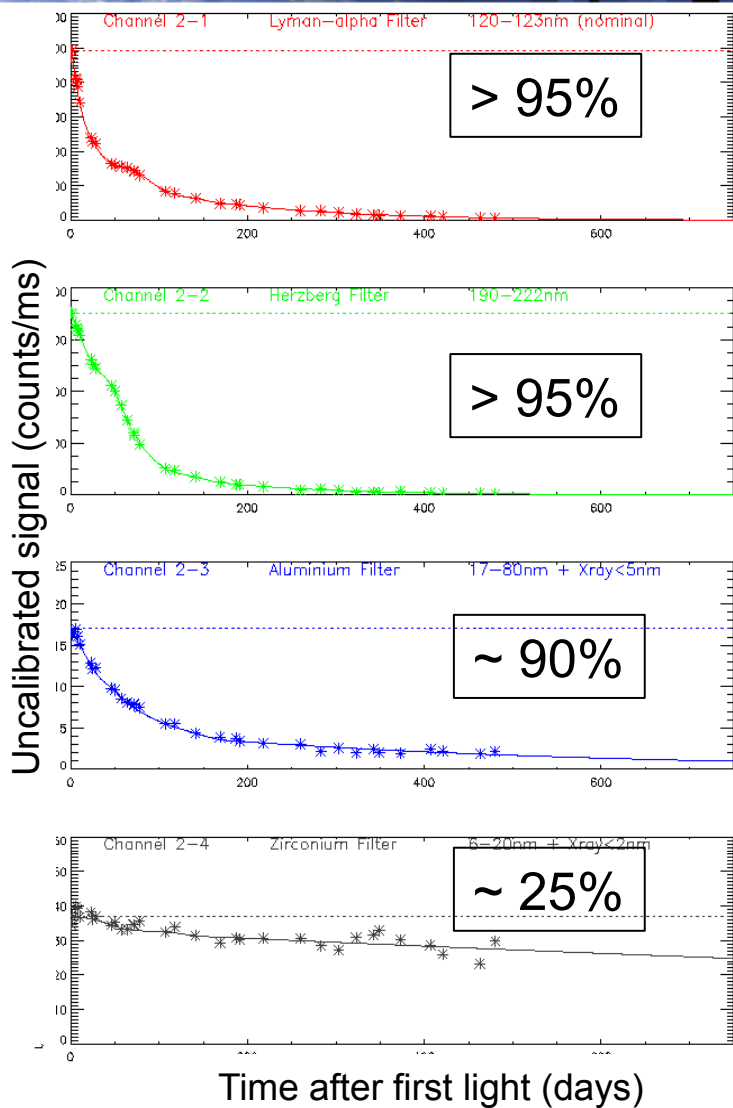 Channel 2-1 Lyman-alpha Filter 120-123nm (nominal)
> 95%
0 200 400 600
Channel 2-2 Herzberg Filter 190-222nm
> 95%
0 200 400 600
Uncalibrated signal (counts/ms)
Channel 2-3 Aluminium Filter 17-80nm + Xray<5nm
~ 90%
25
20
15
10
5
0
0 200 400 600
Channel 2-4 Zirconium Filter 6-20nm + Xray<2nm
~ 25%
40
30
20
10
0
0
Time after first light (days)